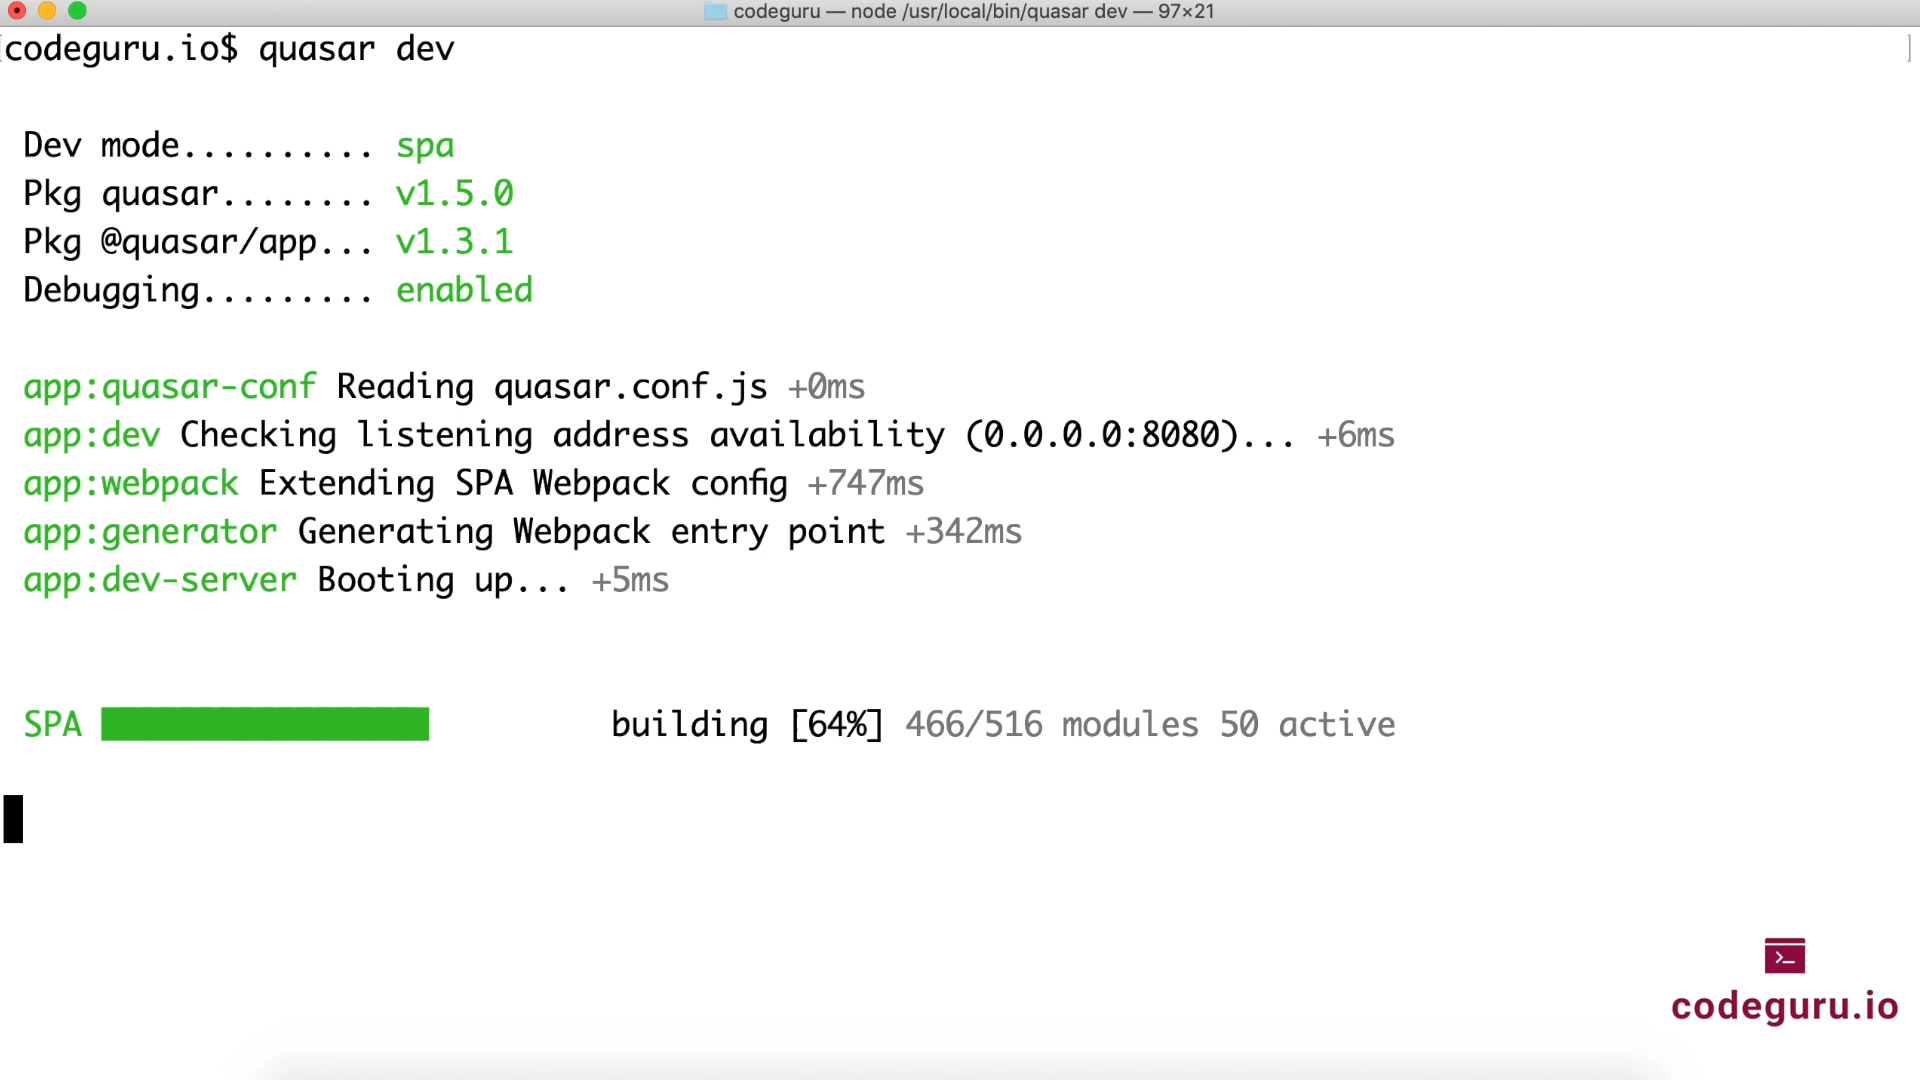 codeguru — node /usr/local/bin/quasar dev — 97×21
[codeguru.io$ quasar dev ]
Dev mode.......... spa
Pkg quasar........ v1.5.0
Pkg @quasar/app... v1.3.1
Debugging......... enabled
app:quasar-conf Reading quasar.conf.js +0ms
app:dev Checking listening address availability (0.0.0.0:8080)... +6ms
app:webpack Extending SPA Webpack config +747ms
app:generator Generating Webpack entry point +342ms
app:dev-server Booting up... +5ms
SPA building [64%] 466/516 modules 50 active
>_
codeguru.io